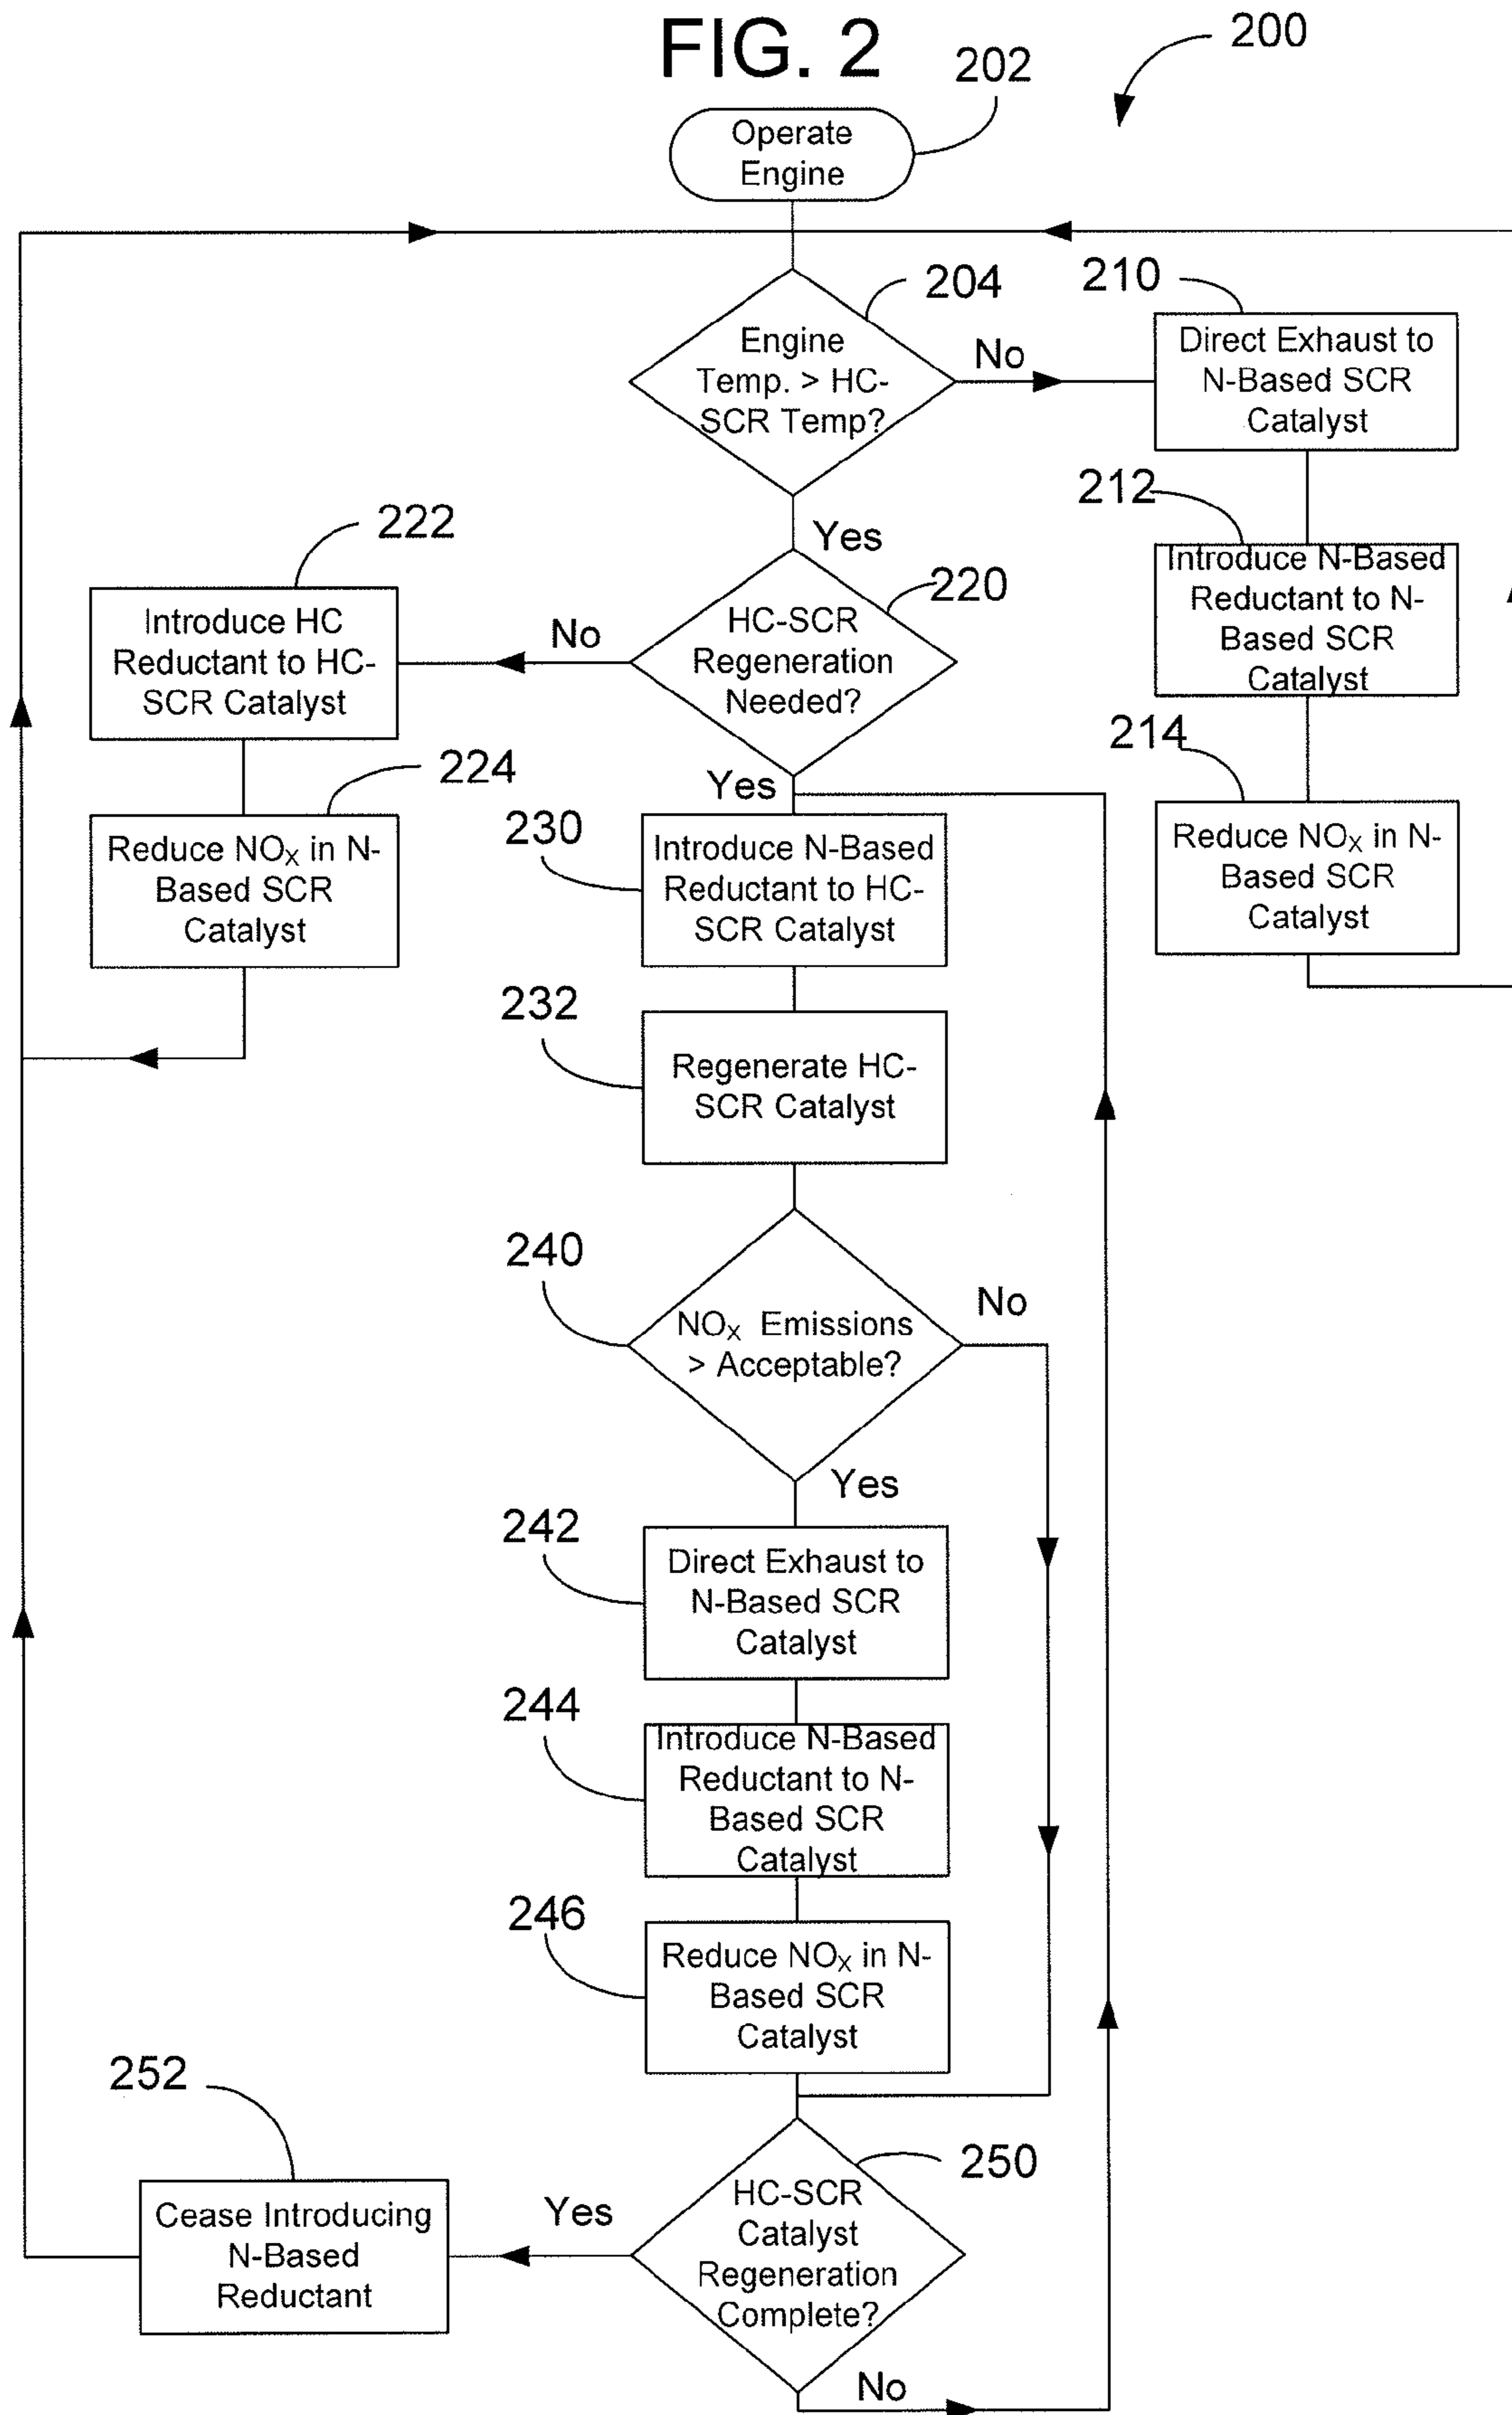 FIG. 2
200
202
Operate
Engine
204
Engine
Temp. > HC-
SCR Temp?
No
210
Direct Exhaust to
N-Based SCR
Catalyst
Yes
212
Introduce N-Based
Reductant to N-
Based SCR
Catalyst
222
Introduce HC
Reductant to HC-
SCR Catalyst
No
220
HC-SCR
Regeneration
Needed?
Yes
214
Reduce NOX in N-
Based SCR
Catalyst
224
Reduce NOX in N-
Based SCR
Catalyst
230
Introduce N-Based
Reductant to HC-
SCR Catalyst
232
Regenerate HC-
SCR Catalyst
240
NOX Emissions
> Acceptable?
No
Yes
242
Direct Exhaust to
N-Based SCR
Catalyst
244
Introduce N-Based
Reductant to N-
Based SCR
Catalyst
246
Reduce NOX in N-
Based SCR
Catalyst
250
HC-SCR
Catalyst
Regeneration
Complete?
Yes
252
Cease Introducing
N-Based
Reductant
No